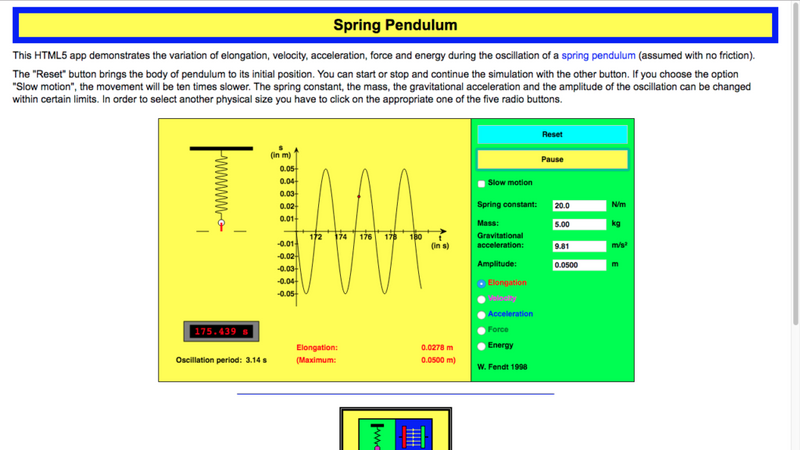 Spring Pendulum
This HTML5 app demonstrates the variation of elongation, velocity, acceleration, force and energy during the oscillation of a spring pendulum (assumed with no friction).
The "Reset" button brings the body of pendulum to its initial position. You can start or stop and continue the simulation with the other button. If you choose the option
"Slow motion", the movement will be ten times slower. The spring constant, the mass, the gravitational acceleration and the amplitude of the oscillation can be changed
within certain limits. In order to select another physical size you have to click on the appropriate one of the five radio buttons.
s
(in m)
0.05
0.04
0.03
0.02
0.01
172 174 176 178 180 t
(in s)
-0.01
-0.02
-0.03
-0.04
-0.05
175.439 s
Oscillation period: 3.14 s
Elongation: 0.0278 m
(Maximum: 0.0500 m)
Reset
Pause
Slow motion
Spring constant: 20.0 N/m
Mass: 5.00 kg
Gravitational
acceleration: 9.81 m/s²
Amplitude: 0.0500 m
Elongation
Velocity
Acceleration
Force
Energy
W. Fendt 1998